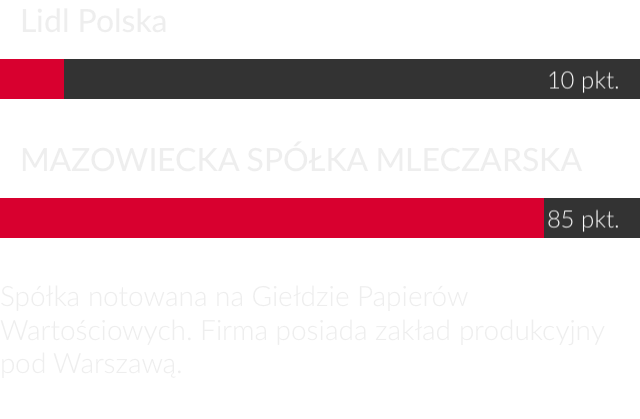 Lidl Polska
10 pkt.
MAZOWIECKA SPÓŁKA MLECZARSKA
85 pkt.
Spółka notowana na Giełdzie Papierów
Wartościowych. Firma posiada zakład produkcyjny
pod Warszawą.